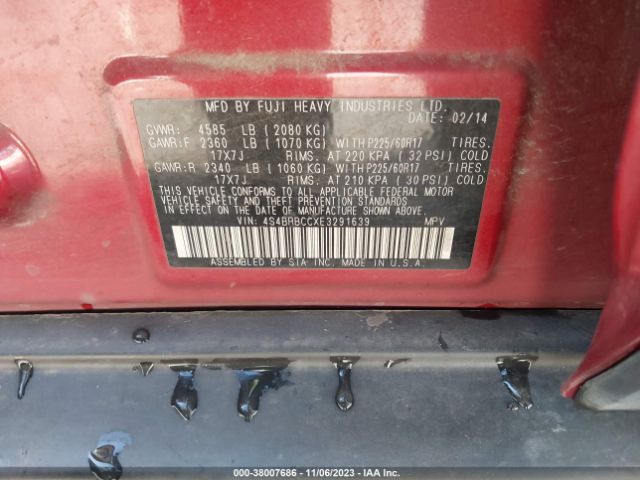 MFD BY FUJI HEAVY INDUSTRIES LTD.
DATE: 02/14
GVWR: 4585 LB (2080 KG)
GAWR:F 2360 LB (1070 KG) WITH P225/60R17 TIRES.
17X7J RIMS. AT 220 KPA (32 PSI) COLD
GAWR:R 2340 LB (1060 KG) WITH P225/60R17 TIRES.
17X7J RIMS. AT 210 KPA (30 PSI) COLD
THIS VEHICLE CONFORMS TO ALL APPLICABLE FEDERAL MOTOR
VEHICLE SAFETY AND THEFT PREVENTION STANDARDS IN EFFECT
ON THE DATE OF MANUFACTURE SHOWN ABOVE.
VIN: 4S4BRBCCXE3291639 MPV
ASSEMBLED BY SIA INC. MADE IN U.S.A.
000-38007686 - 11/06/2023 - IAA Inc.